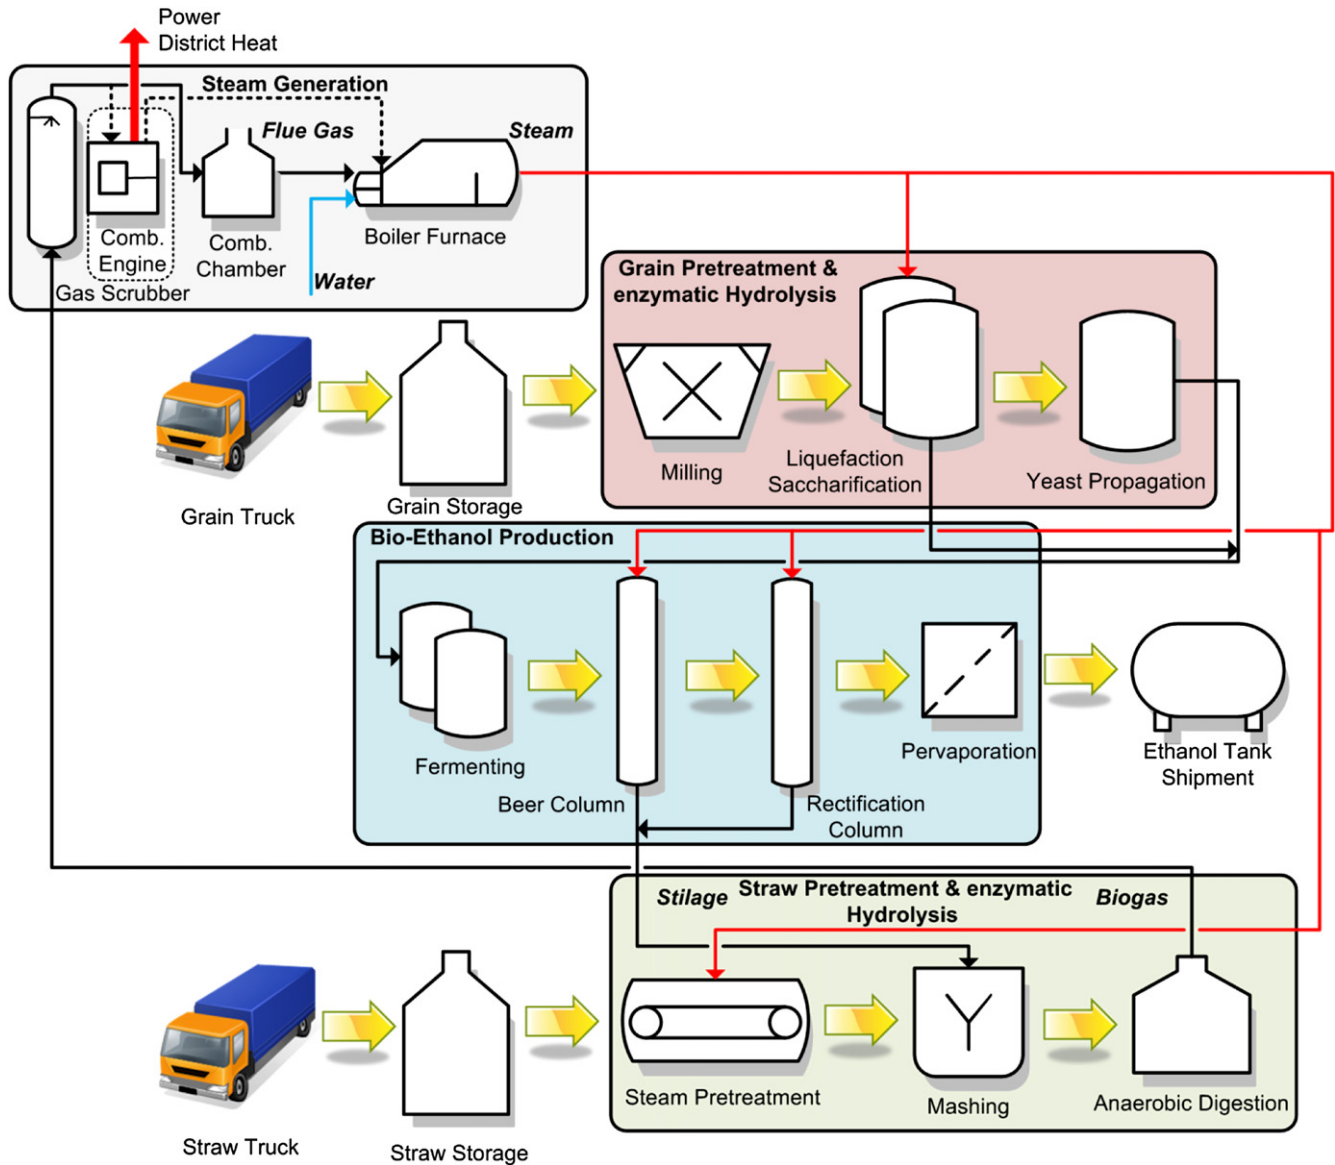 Power
District Heat
Steam Generation
Flue Gas
Steam
Comb.
Engine
Comb.
Chamber
Boiler Furnace
Gas Scrubber
Water
Grain Pretreatment &
enzymatic Hydrolysis
Milling
Liquefaction
Saccharification
Yeast Propagation
Grain Truck
Grain Storage
Bio-Ethanol Production
Fermenting
Beer Column
Rectification
Column
Pervaporation
Ethanol Tank
Shipment
Stilage
Straw Pretreatment & enzymatic
Hydrolysis
Biogas
Steam Pretreatment
Mashing
Anaerobic Digestion
Straw Truck
Straw Storage